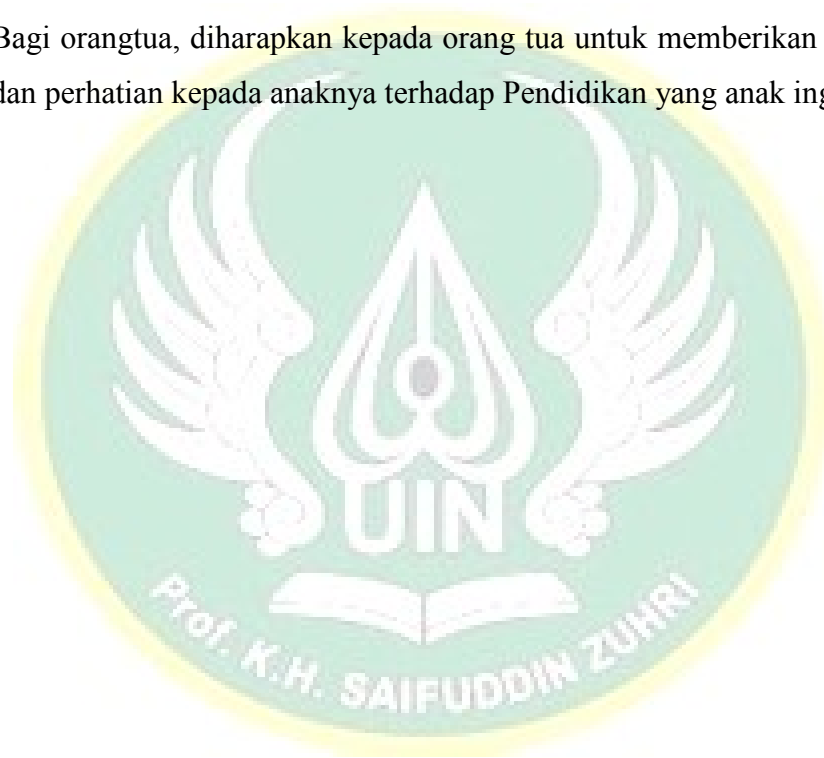 Bagi orangtua, diharapkan kepada orang tua untuk memberikan
dan perhatian kepada anaknya terhadap Pendidikan yang anak ing
UIN
Prof. K.H. SAIFUDDIN ZUHRI